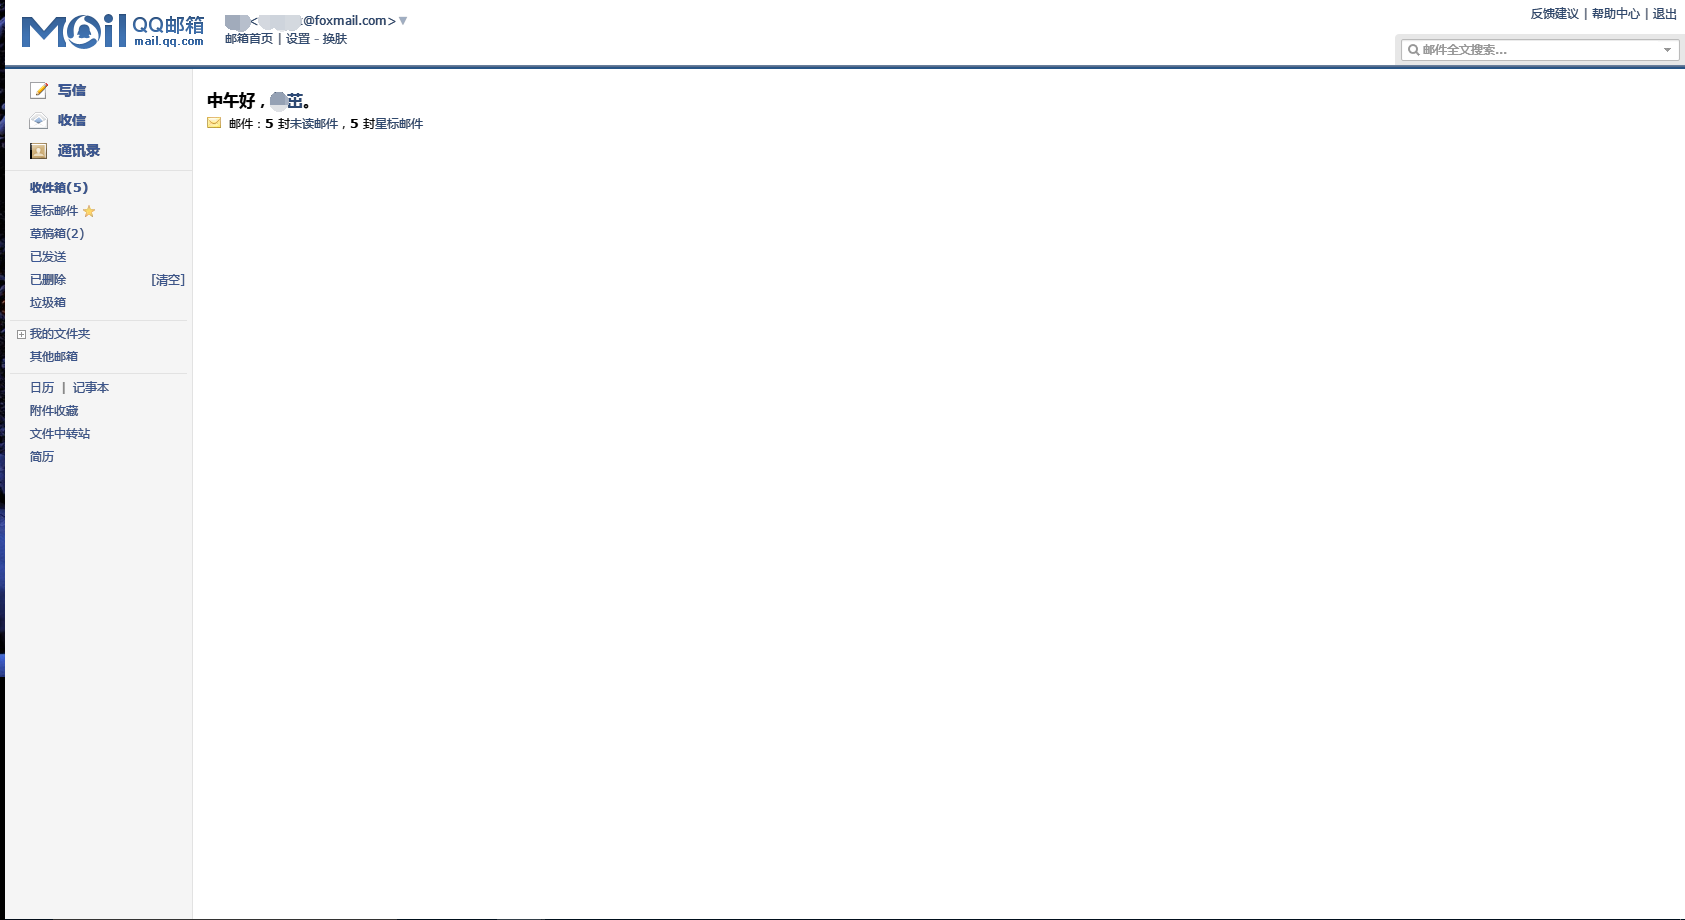 Mail QQ邮箱
mail.qq.com
<@foxmail.com>
邮箱首页 | 设置 - 换肤
反馈建议 | 帮助中心 | 退出
邮件全文搜索...
写信
收信
通讯录
收件箱(5)
星标邮件
草稿箱(2)
已发送
已删除 [清空]
垃圾箱
我的文件夹
其他邮箱
日历 | 记事本
附件收藏
文件中转站
简历
中午好，茁。
邮件：5 封未读邮件，5 封星标邮件